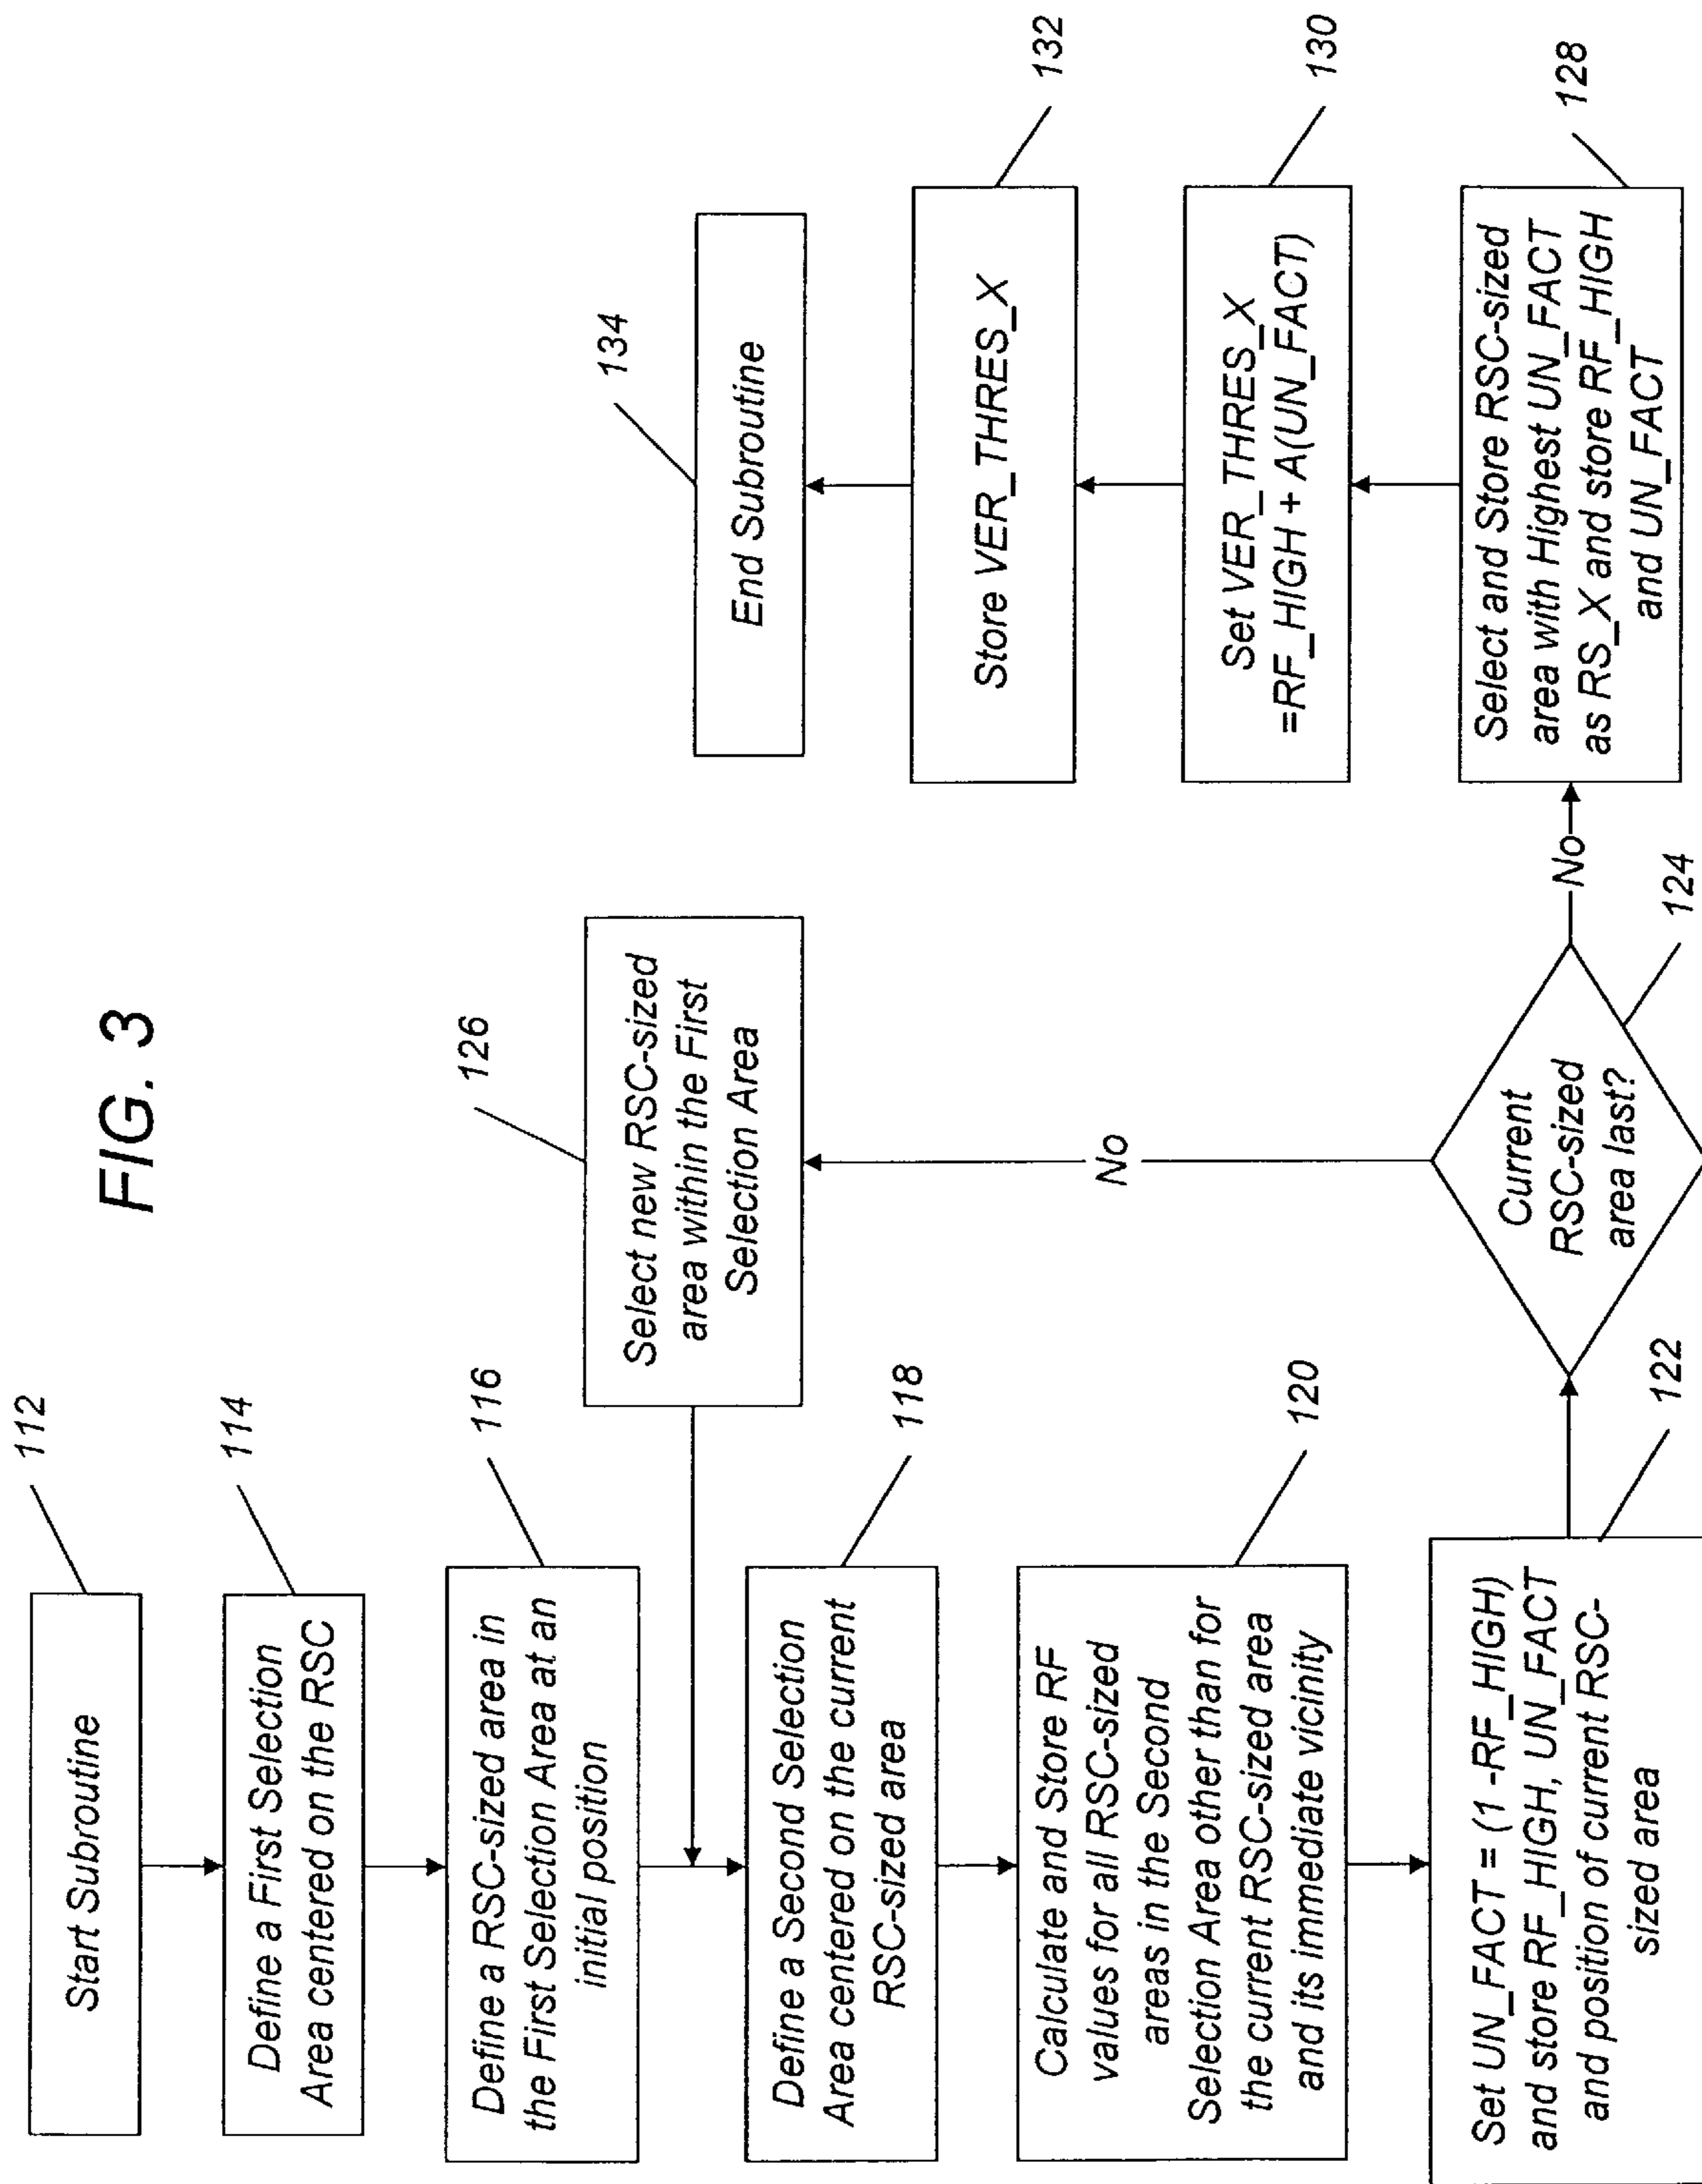 FIG. 3
112
Start Subroutine
114
Define a First Selection
Area centered on the RSC
116
Define a RSC-sized area in
the First Selection Area at an
initial position
118
Define a Second Selection
Area centered on the current
RSC-sized area
120
Calculate and Store RF
values for all RSC-sized
areas in the Second
Selection Area other than for
the current RSC-sized area
and its immediate vicinity
122
Set UN_FACT = (1 -RF_HIGH)
and store RF_HIGH, UN_FACT
and position of current RSC-
sized area
124
Current
RSC-sized
area last?
No
126
Select new RSC-sized
area within the First
Selection Area
No
128
Select and Store RSC-sized
area with Highest UN_FACT
as RS_X and store RF_HIGH
and UN_FACT
130
Set VER_THRES_X
=RF_HIGH + A(UN_FACT)
132
Store VER_THRES_X
134
End Subroutine